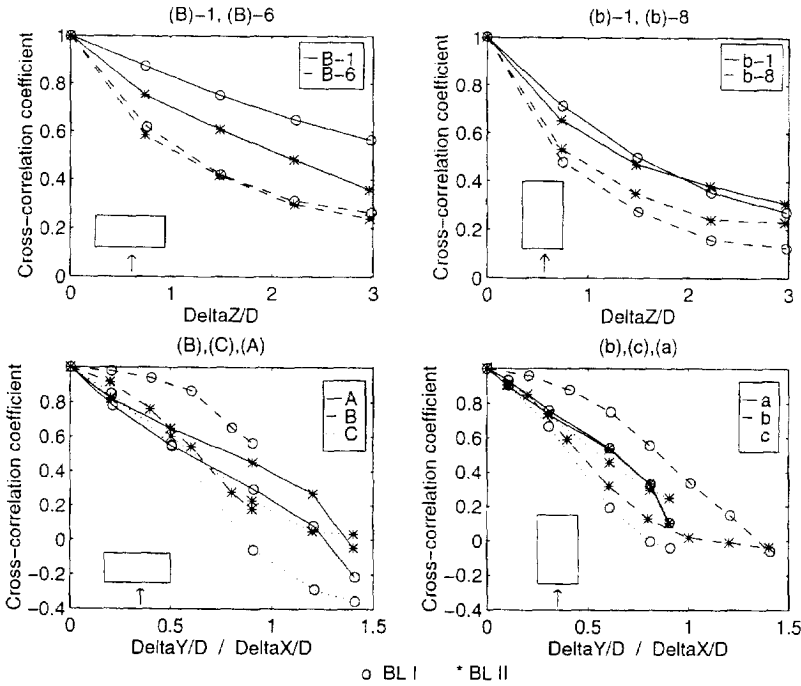 (B)-1, (B)-6
Cross-correlation coefficient
1
0.8
0.6
0.4
0.2
0
0 1 2 3
DeltaZ/D
B-1
B-6
(b)-1, (b)-8
Cross-correlation coefficient
1
0.8
0.6
0.4
0.2
0
0 1 2 3
DeltaZ/D
b-1
b-8
(B),(C),(A)
Cross-correlation coefficient
0.8
0.6
0.4
0.2
0
-0.2
-0.4
0 0.5 1 1.5
DeltaY/D / DeltaX/D
A
B
C
(b),(c),(a)
Cross-correlation coefficient
0.8
0.6
0.4
0.2
0
-0.2
-0.4
0 0.5 1 1.5
DeltaY/D / DeltaX/D
a
b
c
o BL I * BL II